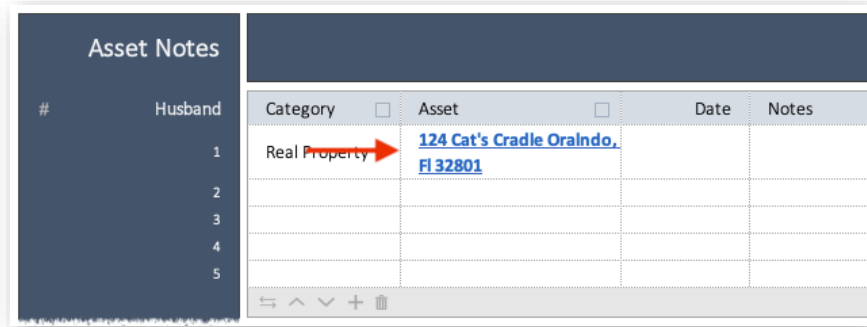 Asset Notes
# Husband Category Asset Date Notes
1 Real Property 124 Cat's Cradle Oralndo,
Fl 32801
2
3
4
5